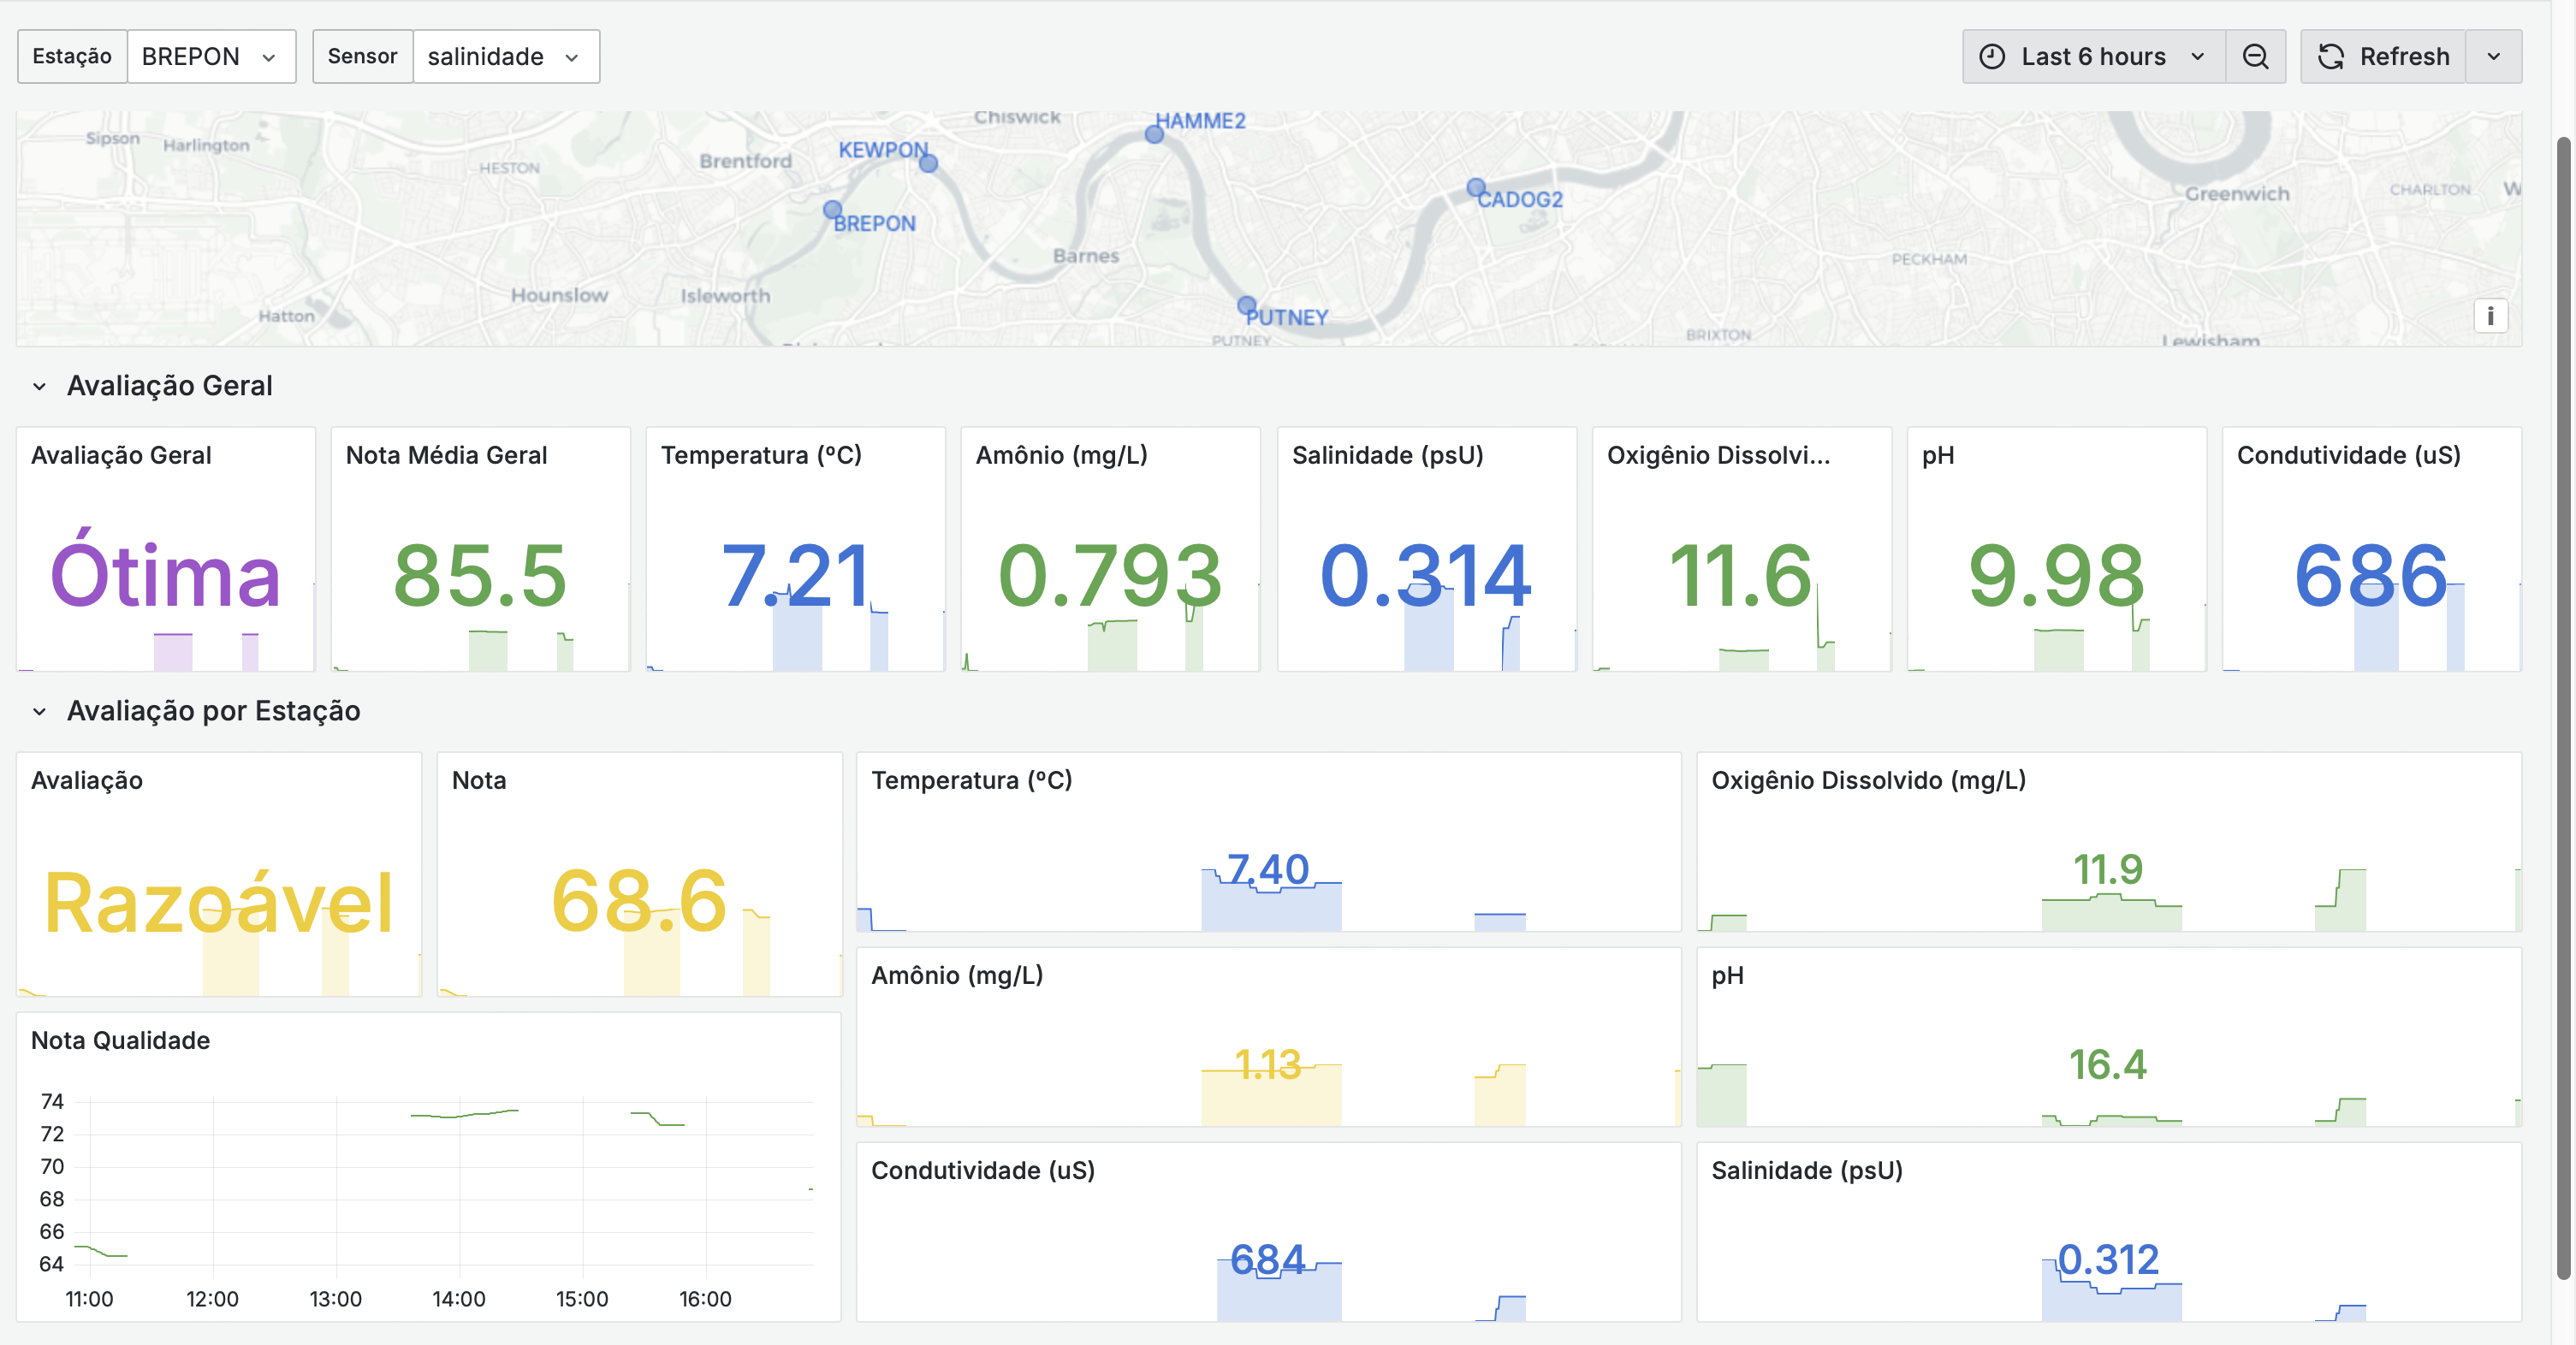 Estação BREPON Sensor salinidade Last 6 hours Refresh
Chiswick HAMME2
Sipson Harlington
KEWPON
HESTON Brentford
CADOG2
Greenwich CHARLTON W
BREPON
Barnes PECKHAM
Hounslow Isleworth
Hatton PUTNEY i
PUTNEY BRIXTON Lewisham
Avaliação Geral
Avaliação Geral Nota Média Geral Temperatura (ºC) Amônio (mg/L) Salinidade (psU) Oxigênio Dissolvi... pH Condutividade (uS)
Ótima 85.5 7.21 0.793 0.314 11.6 9.98 686
Avaliação por Estação
Avaliação Nota Temperatura (ºC) Oxigênio Dissolvido (mg/L)
Razoável 68.6 7.40 11.9
Amônio (mg/L) pH
1.13 16.4
Nota Qualidade
74
72
70
68
66
64
11:00 12:00 13:00 14:00 15:00 16:00
Condutividade (uS) Salinidade (psU)
684 0.312